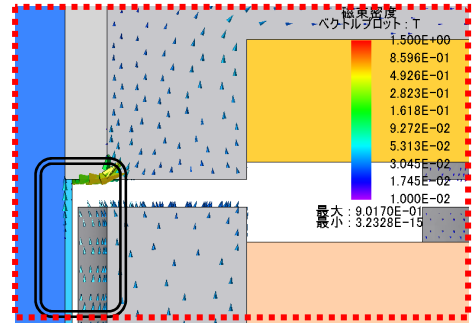 磁束密度
ベクトルプロット : T
1.500E+00
8.596E-01
4.926E-01
2.823E-01
1.618E-01
9.272E-02
5.313E-02
3.045E-02
1.745E-02
1.000E-02
最大 : 9.0170E-01
最小 : 3.2328E-15